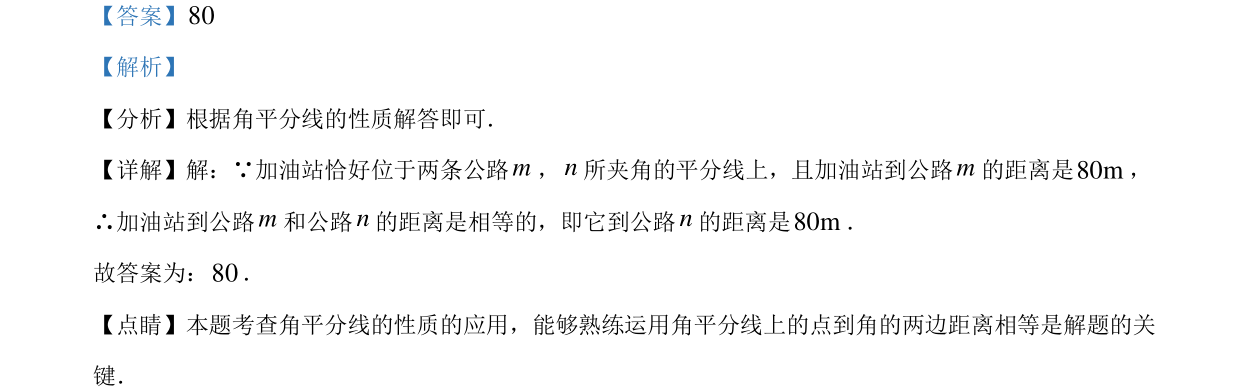 【答案】80
【解析】
【分析】根据角平分线的性质解答即可.
【详解】解：∵加油站恰好位于两条公路m，n所夹角的平分线上，且加油站到公路m的距离是80m，
∴加油站到公路m和公路n的距离是相等的，即它到公路n的距离是80m.
故答案为：80.
【点睛】本题考查角平分线的性质的应用，能够熟练运用角平分线上的点到角的两边距离相等是解题的关
键.